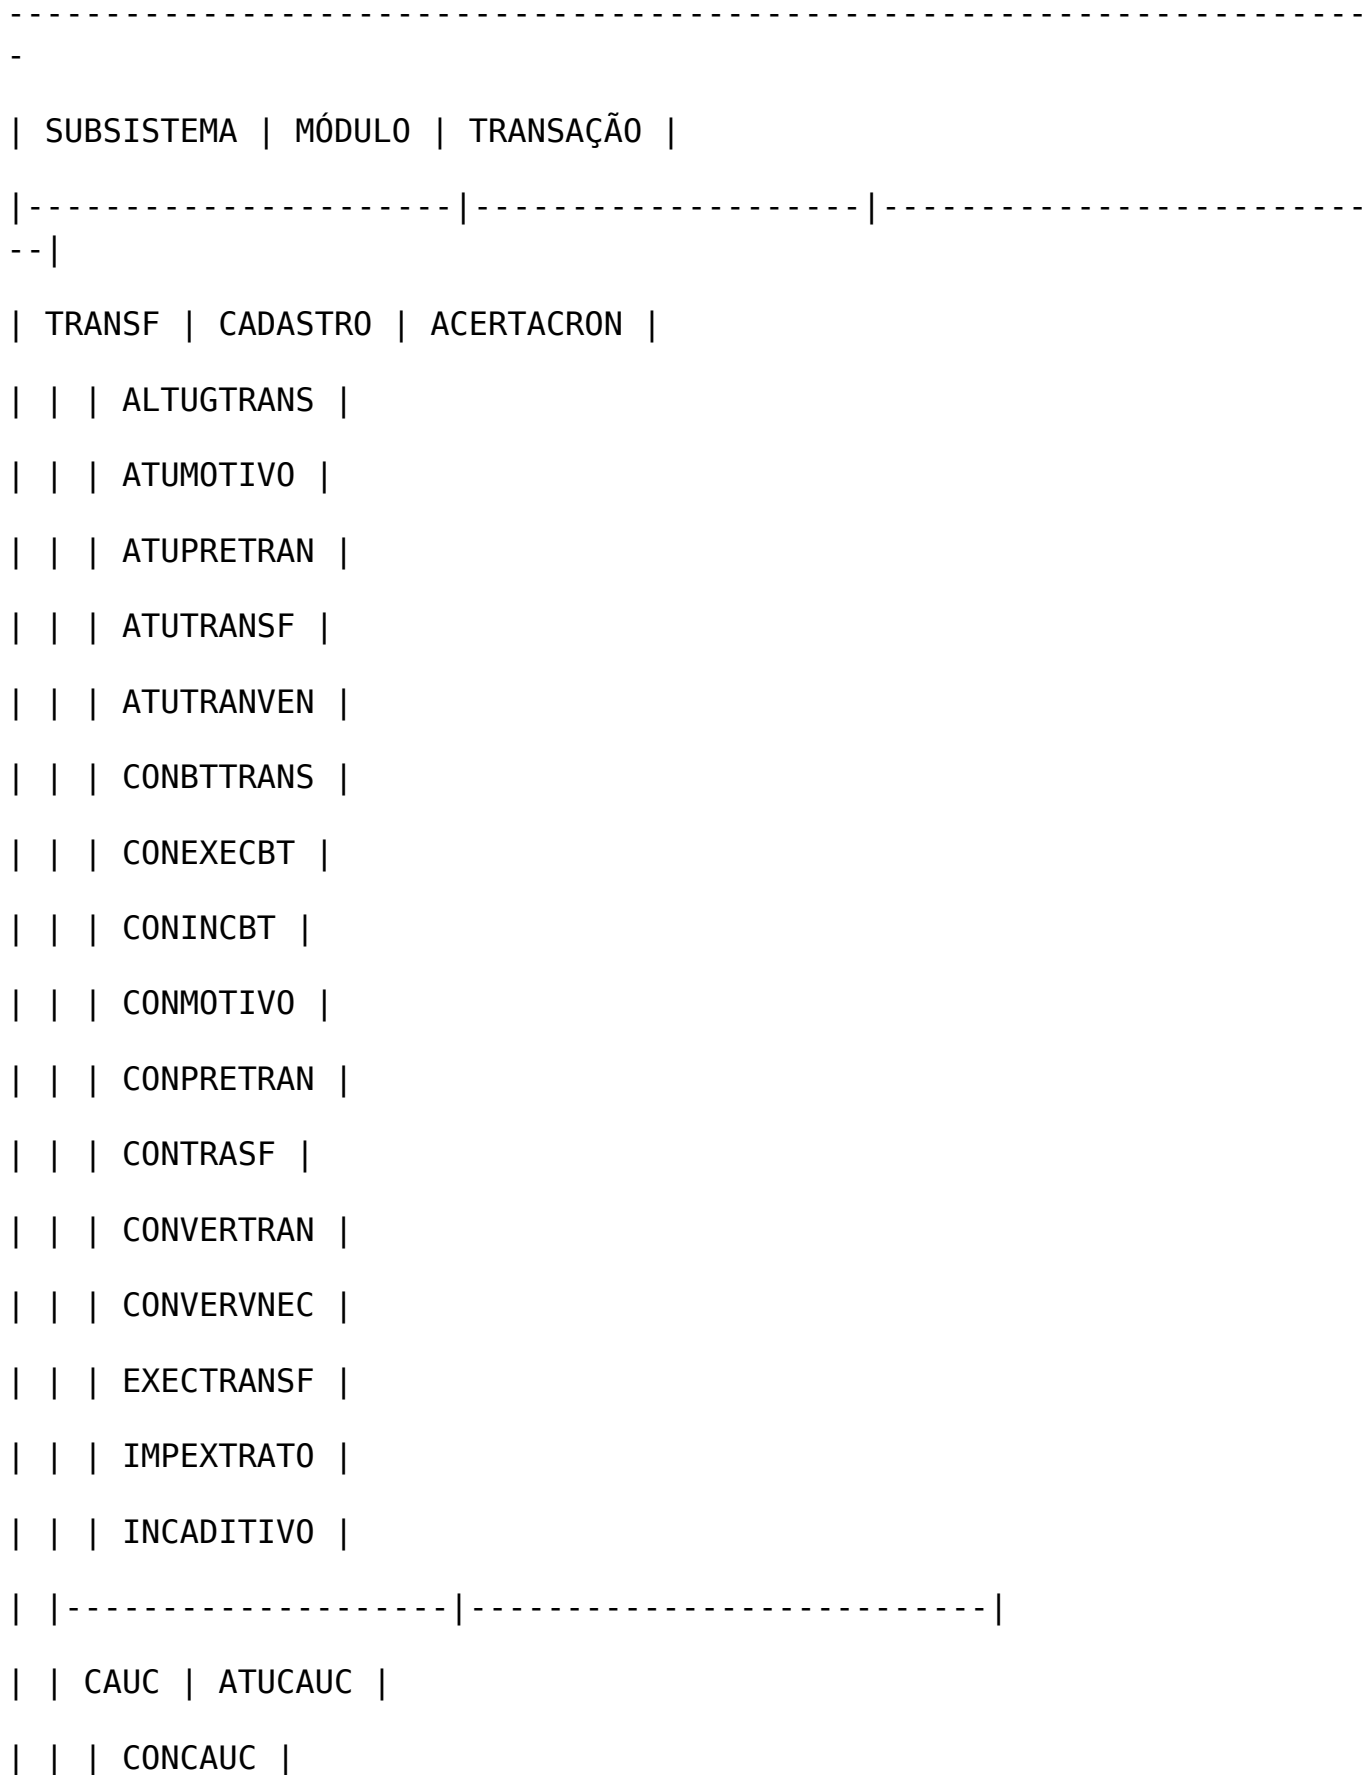 -----------------------------------------------------------------------
-
| SUBSISTEMA | MÓDULO | TRANSAÇÃO |
|----------------------|--------------------|-------------------------
--|
| TRANSF | CADASTRO | ACERTACRON |
| | | ALTUGTRANS |
| | | ATUMOTIVO |
| | | ATUPRETRAN |
| | | ATUTRANSF |
| | | ATUTRANVEN |
| | | CONBTTRANS |
| | | CONEXECBT |
| | | CONINCBT |
| | | CONMOTIVO |
| | | CONPRETRAN |
| | | CONTRASF |
| | | CONVERTRAN |
| | | CONVERVNEC |
| | | EXECTRANSF |
| | | IMPEXTRATO |
| | | INCADITIVO |
| |--------------------|---------------------------|
| | CAUC | ATUCAUC |
| | | CONCAUC |